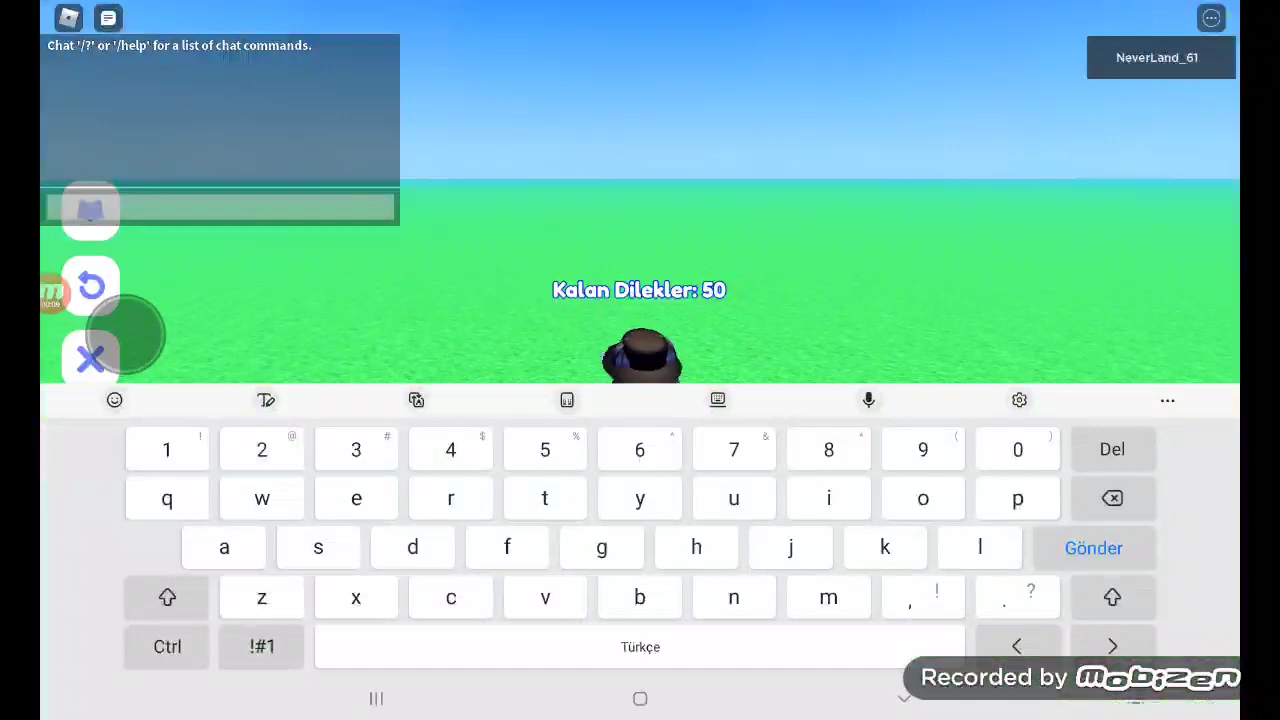 Chat '/?' or '/help' for a list of chat commands.
NeverLand_61
Kalan Dilekler: 50
1 ! 2 @ 3 # 4 $ 5 % 6 ^ 7 & 8 * 9 ( 0 ) Del
q w e r t y u i o p
a s d f g h j k l Gönder
z x c v b n m , ! . ?
Ctrl !#1 Türkçe < >
Recorded by mobizen